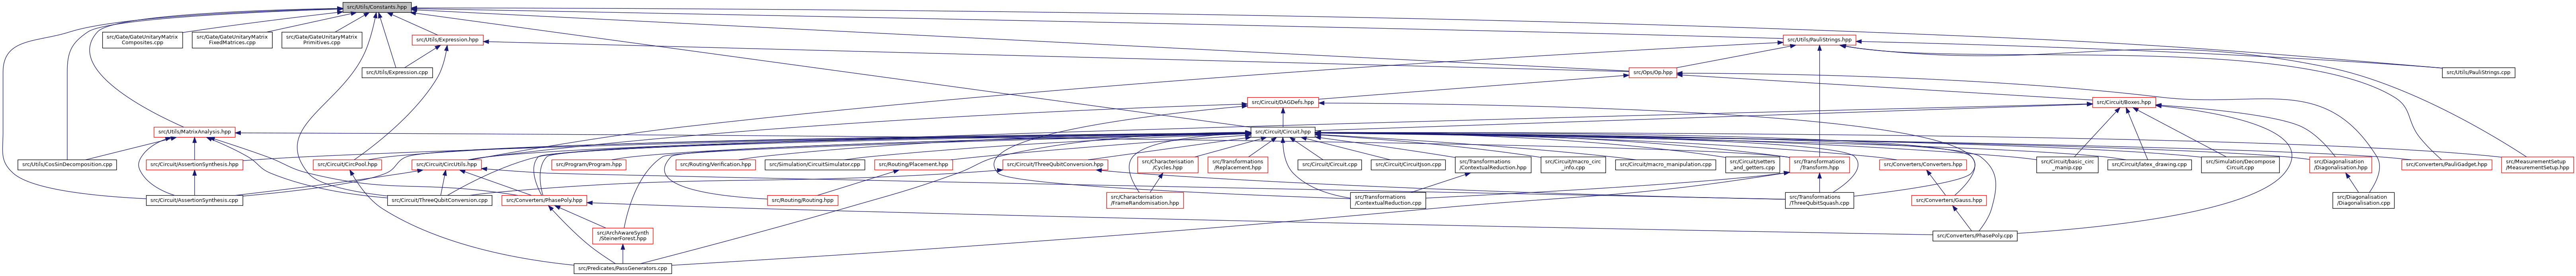 src/Utils/Constants.hpp
src/Gate/GateUnitaryMatrix
Composites.cpp
src/Gate/GateUnitaryMatrix
FixedMatrices.cpp
src/Gate/GateUnitaryMatrix
Primitives.cpp
src/Utils/Expression.hpp
src/Utils/PauliStrings.hpp
src/Utils/Expression.cpp
src/Ops/Op.hpp
src/Utils/PauliStrings.cpp
src/Circuit/DAGDefs.hpp
src/Circuit/Boxes.hpp
src/Utils/MatrixAnalysis.hpp
src/Circuit/Circuit.hpp
src/Utils/CosSinDecomposition.cpp
src/Circuit/AssertionSynthesis.hpp
src/Circuit/CircPool.hpp
src/Circuit/CircUtils.hpp
src/Program/Program.hpp
src/Routing/Verification.hpp
src/Simulation/CircuitSimulator.cpp
src/Routing/Placement.hpp
src/Circuit/ThreeQubitConversion.hpp
src/Characterisation
/Cycles.hpp
src/Transformations
/Replacement.hpp
src/Circuit/Circuit.cpp
src/Circuit/CircuitJson.cpp
src/Transformations
/ContextualReduction.hpp
src/Circuit/macro_circ
_info.cpp
src/Circuit/macro_manipulation.cpp
src/Circuit/setters
_and_getters.cpp
src/Transformations
/Transform.hpp
src/Converters/Converters.hpp
src/Circuit/basic_circ
_manip.cpp
src/Circuit/latex_drawing.cpp
src/Simulation/Decompose
Circuit.cpp
src/Diagonalisation
/Diagonalisation.hpp
src/Converters/PauliGadget.hpp
src/MeasurementSetup
/MeasurementSetup.hpp
src/Circuit/AssertionSynthesis.cpp
src/Circuit/ThreeQubitConversion.cpp
src/Converters/PhasePoly.hpp
src/Routing/Routing.hpp
src/Characterisation
/FrameRandomisation.hpp
src/Transformations
/ContextualReduction.cpp
src/Transformations
/ThreeQubitSquash.cpp
src/Converters/Gauss.hpp
src/Diagonalisation
/Diagonalisation.cpp
src/ArchAwareSynth
/SteinerForest.hpp
src/Converters/PhasePoly.cpp
src/Predicates/PassGenerators.cpp